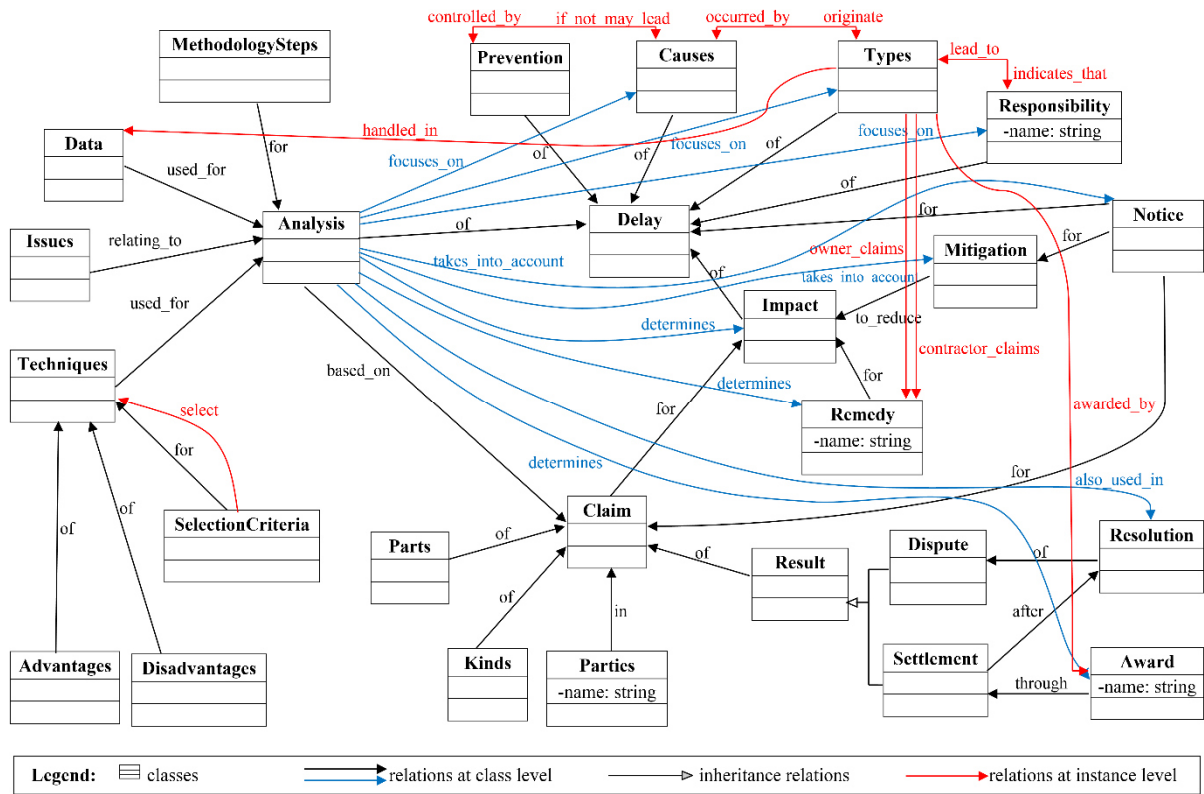 controlled_by
if_not_may_lead
occurred_by
originate
MethodologySteps
Prevention
Causes
Types
lead_to
indicates_that
Responsibility
-name: string
Data
handled_in
for
used_for
focuses_on
of
of
focuses_on
of
focuses_on
of
Issues
relating_to
Analysis
of
Delay
for
Notice
takes_into_account
owner_claims
Mitigation
for
used_for
of
takes_into_account
Impact
to_reduce
determines
Techniques
based_on
contractor_claims
select
for
determines
for
Remedy
-name: string
awarded_by
for
determines
for
also_used_in
of
of
SelectionCriteria
Claim
Parts
of
of
Result
Dispute
of
Resolution
of
in
after
Advantages
Disadvantages
Kinds
Parties
-name: string
Settlement
through
Award
-name: string
Legend:
classes
relations at class level
inheritance relations
relations at instance level